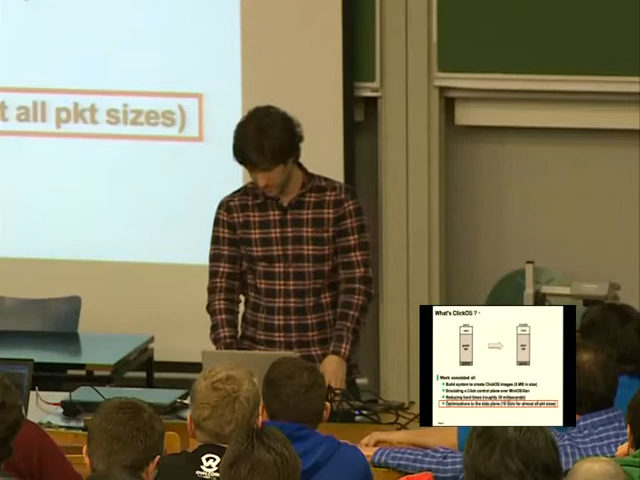 t all pkt sizes)
What's ClickOS ?
Work consisted of:
Build system to create ClickOS images (5 MB in size)
Emulating a Click control plane over MiniOS/Xen
Reducing boot times (roughly 30 milliseconds)
Optimizations to the data plane (10 Gb/s for almost all pkt sizes)